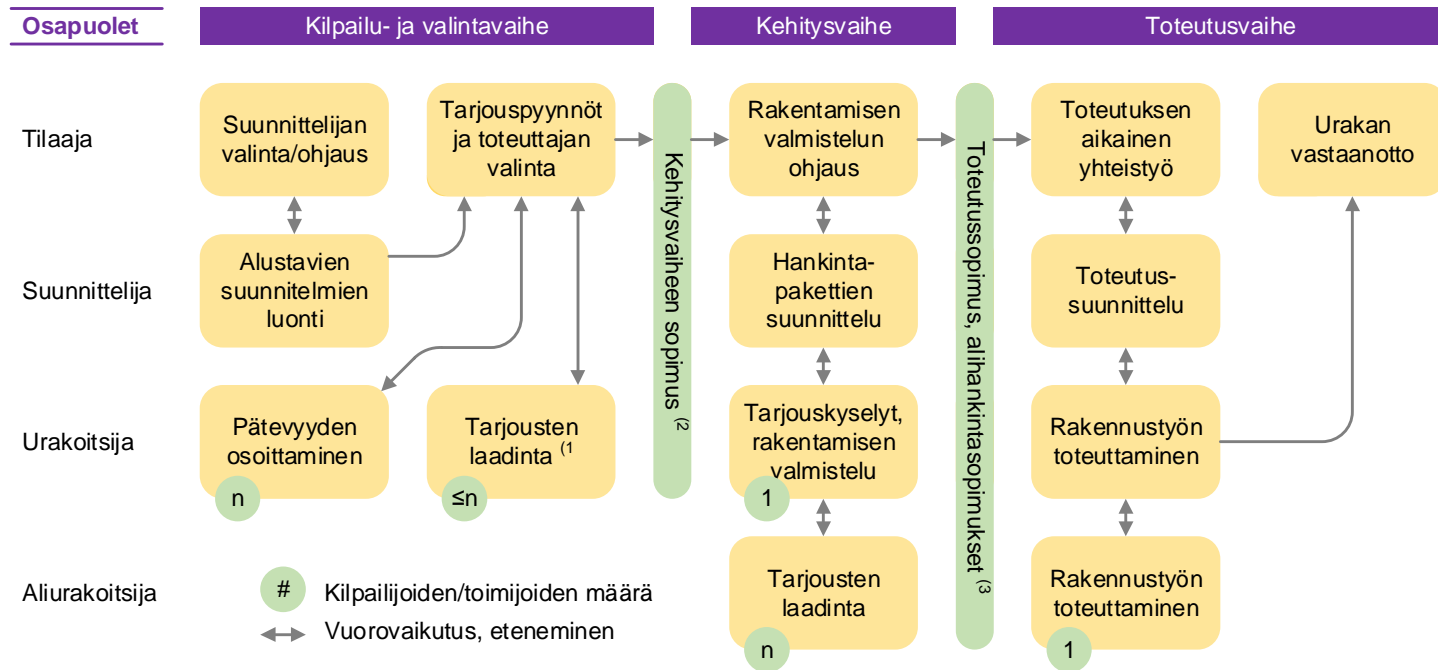 Osapuolet
Kilpailu- ja valintavaihe
Kehitysvaihe
Toteutusvaihe
Tilaaja
Suunnittelijan
valinta/ohjaus
Tarjouspyynnöt
ja toteuttajan
valinta
Kehitysvaiheen sopimus (2
Rakentamisen
valmistelun
ohjaus
Toteutussopimus, alihankintasopimukset (3
Toteutuksen
aikainen
yhteistyö
Urakan
vastaanotto
Suunnittelija
Alustavien
suunnitelmien
luonti
Hankinta-
pakettien
suunnittelu
Toteutus-
suunnittelu
Urakoitsija
Pätevyyden
osoittaminen
n
Tarjousten
laadinta (1
≤n
Tarjouskyselyt,
rakentamisen
valmistelu
1
Rakennustyön
toteuttaminen
Aliurakoitsija
# Kilpailijoiden/toimijoiden määrä
Vuorovaikutus, eteneminen
Tarjousten
laadinta
n
Rakennustyön
toteuttaminen
1